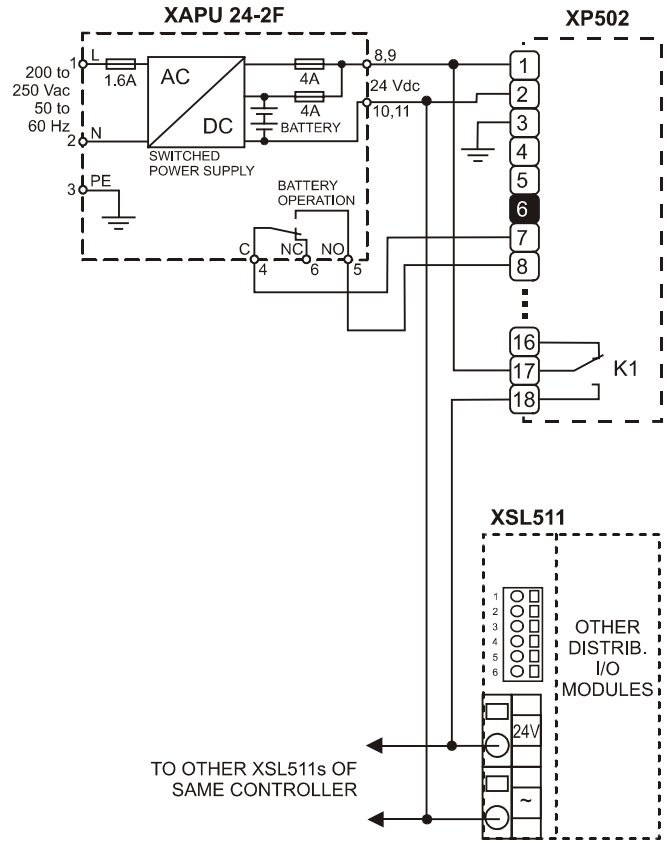 XAPU 24-2F
XP502
1 L
1.6A
200 to
250 Vac
50 to
60 Hz
AC
DC
4A
4A
BATTERY
8,9
24 Vdc
10,11
2 N
SWITCHED
POWER SUPPLY
3 PE
BATTERY
OPERATION
C NC NO
4 6 5
1
2
3
4
5
6
7
8
16
17
18
K1
XSL511
1
2
3
4
5
6
OTHER
DISTRIB.
I/O
MODULES
24V
~
TO OTHER XSL511s OF
SAME CONTROLLER